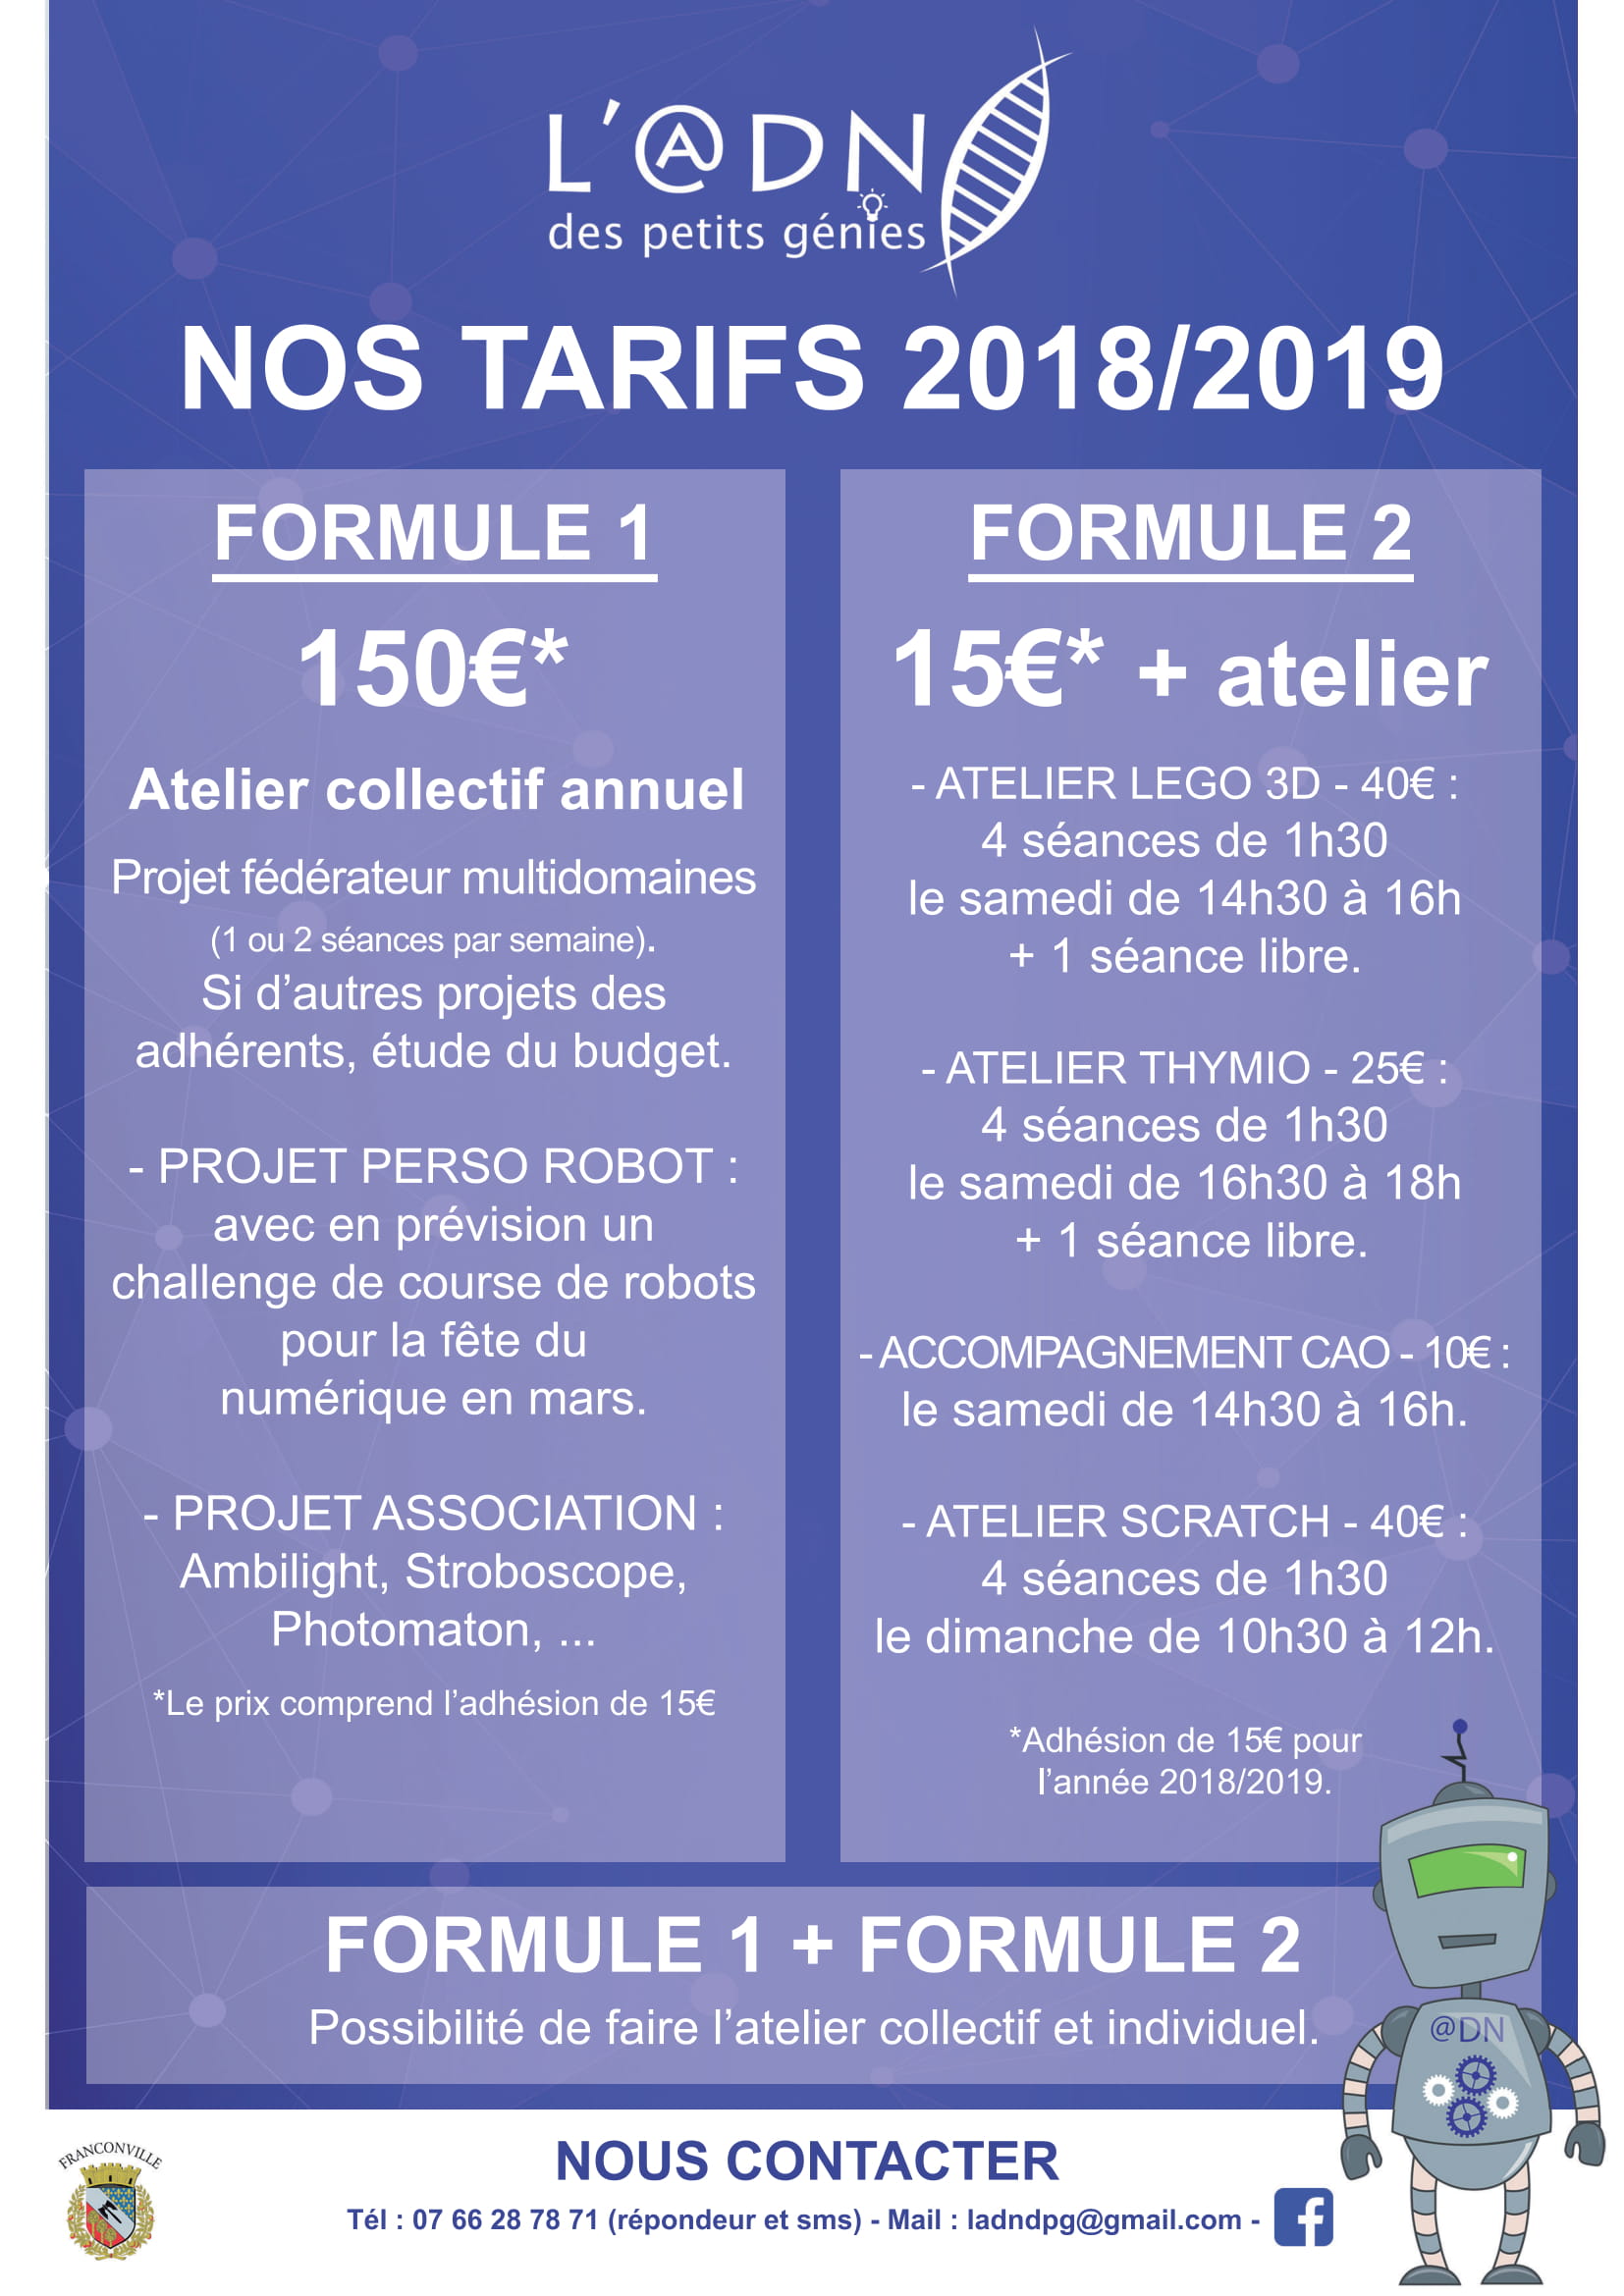 L'@DN
des petits génies
NOS TARIFS 2018/2019
FORMULE 1
150€*
Atelier collectif annuel
Projet fédérateur multidomaines
(1 ou 2 séances par semaine).
Si d'autres projets des
adhérents, étude du budget.
- PROJET PERSO ROBOT :
avec en prévision un
challenge de course de robots
pour la fête du
numérique en mars.
- PROJET ASSOCIATION :
Ambilight, Stroboscope,
Photomaton, ...
*Le prix comprend l'adhésion de 15€
FORMULE 2
15€* + atelier
- ATELIER LEGO 3D - 40€ :
4 séances de 1h30
le samedi de 14h30 à 16h
+ 1 séance libre.
- ATELIER THYMIO - 25€ :
4 séances de 1h30
le samedi de 16h30 à 18h
+ 1 séance libre.
- ACCOMPAGNEMENT CAO - 10€ :
le samedi de 14h30 à 16h.
- ATELIER SCRATCH - 40€ :
4 séances de 1h30
le dimanche de 10h30 à 12h.
*Adhésion de 15€ pour
l'année 2018/2019.
FORMULE 1 + FORMULE 2
Possibilité de faire l'atelier collectif et individuel.
@DN
FRANCONVILLE
NOUS CONTACTER
Tél : 07 66 28 78 71 (répondeur et sms) - Mail : ladndpg@gmail.com -